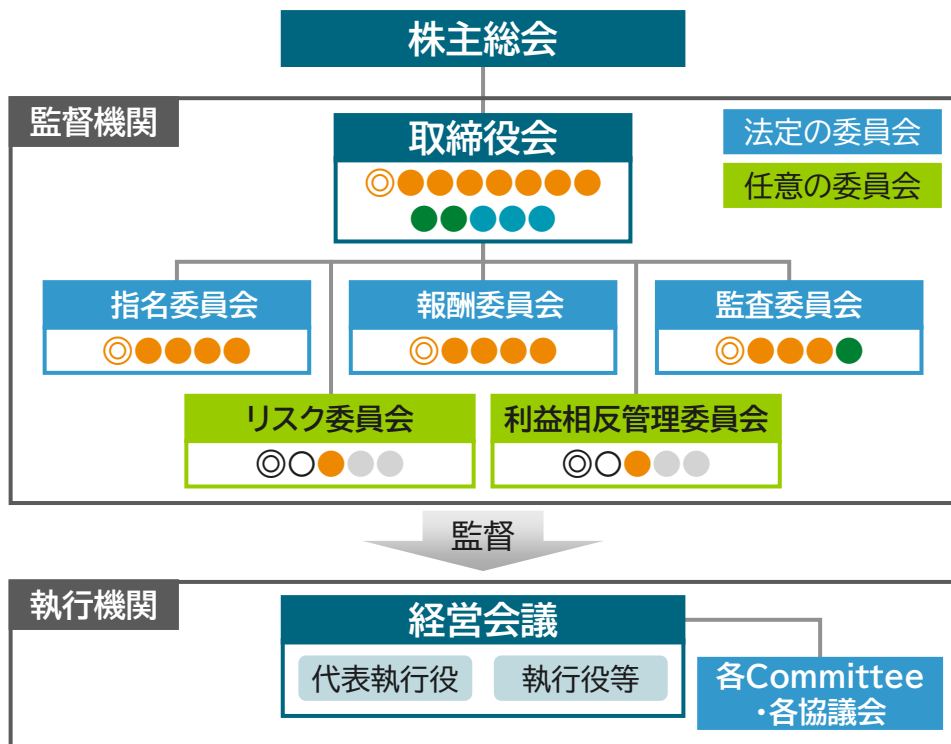 株主総会
監督機関
取締役会
法定の委員会
任意の委員会
指名委員会
報酬委員会
監査委員会
リスク委員会
利益相反管理委員会
監督
執行機関
経営会議
代表執行役
執行役等
各Committee
・各協議会